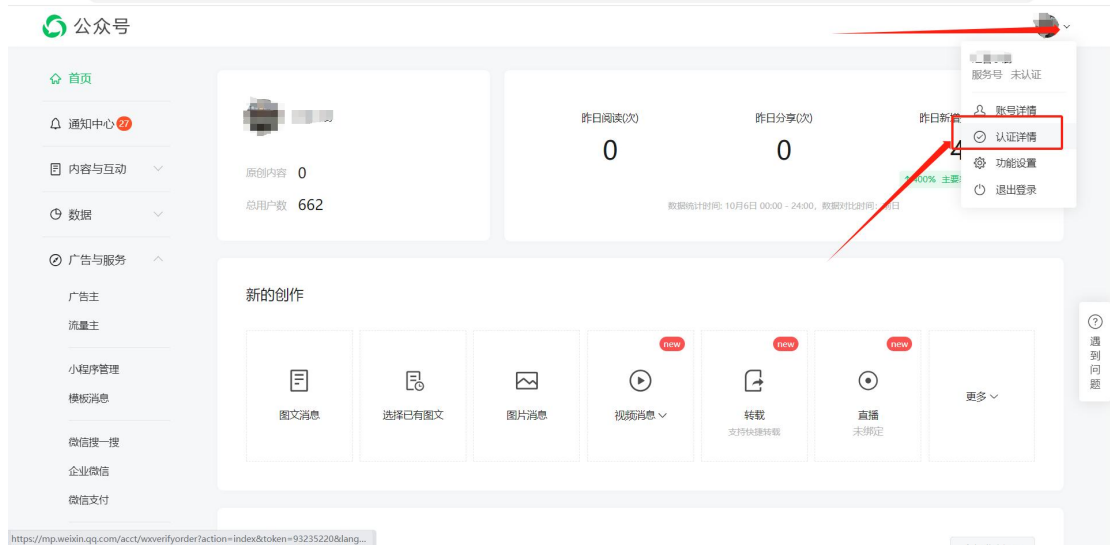 公众号
服务号 未认证
账号详情
认证详情
功能设置
退出登录
首页
通知中心 27
内容与互动
数据
广告与服务
广告主
流量主
小程序管理
模板消息
微信搜一搜
企业微信
微信支付
原创内容 0
总用户数 662
昨日阅读(次)
0
昨日分享(次)
0
昨日新增
4
400% 主要
数据统计时间: 10月6日 00:00 - 24:00, 数据对比时间:
新的创作
图文消息
选择已有图文
图片消息
new
视频消息
new
转载
支持快捷转载
new
直播
未绑定
更多
遇到问题
https://mp.weixin.qq.com/acct/wxverifyorder?action=index&token=93235220&lang...